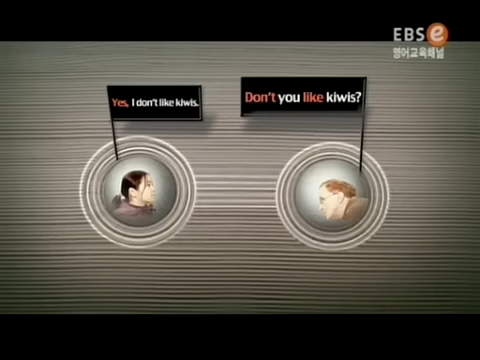 EBS e
영어교육채널
Yes, I don't like kiwis.
Don't you like kiwis?